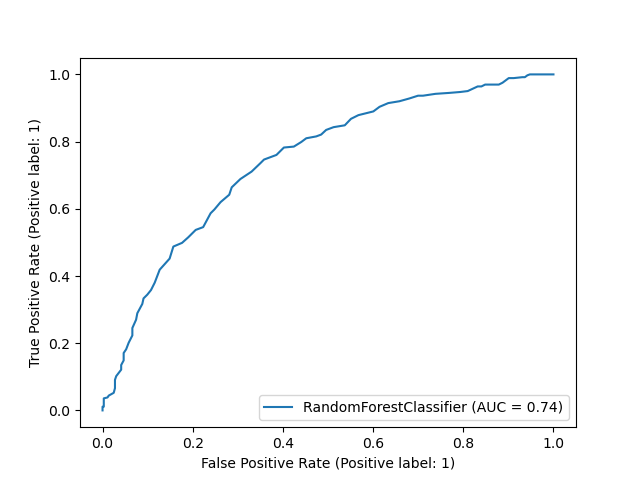 1.0
0.8
0.6
0.4
0.2
0.0
True Positive Rate (Positive label: 1)
RandomForestClassifier (AUC = 0.74)
0.0 0.2 0.4 0.6 0.8 1.0
False Positive Rate (Positive label: 1)